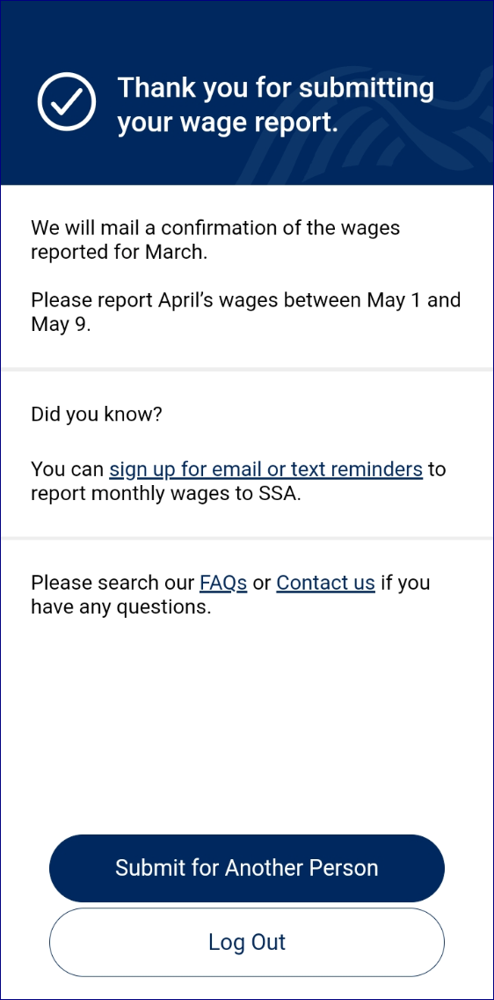 Thank you for submitting
your wage report.
We will mail a confirmation of the wages
reported for March.
Please report April’s wages between May 1 and
May 9.
Did you know?
You can sign up for email or text reminders to
report monthly wages to SSA.
Please search our FAQs or Contact us if you
have any questions.
Submit for Another Person
Log Out